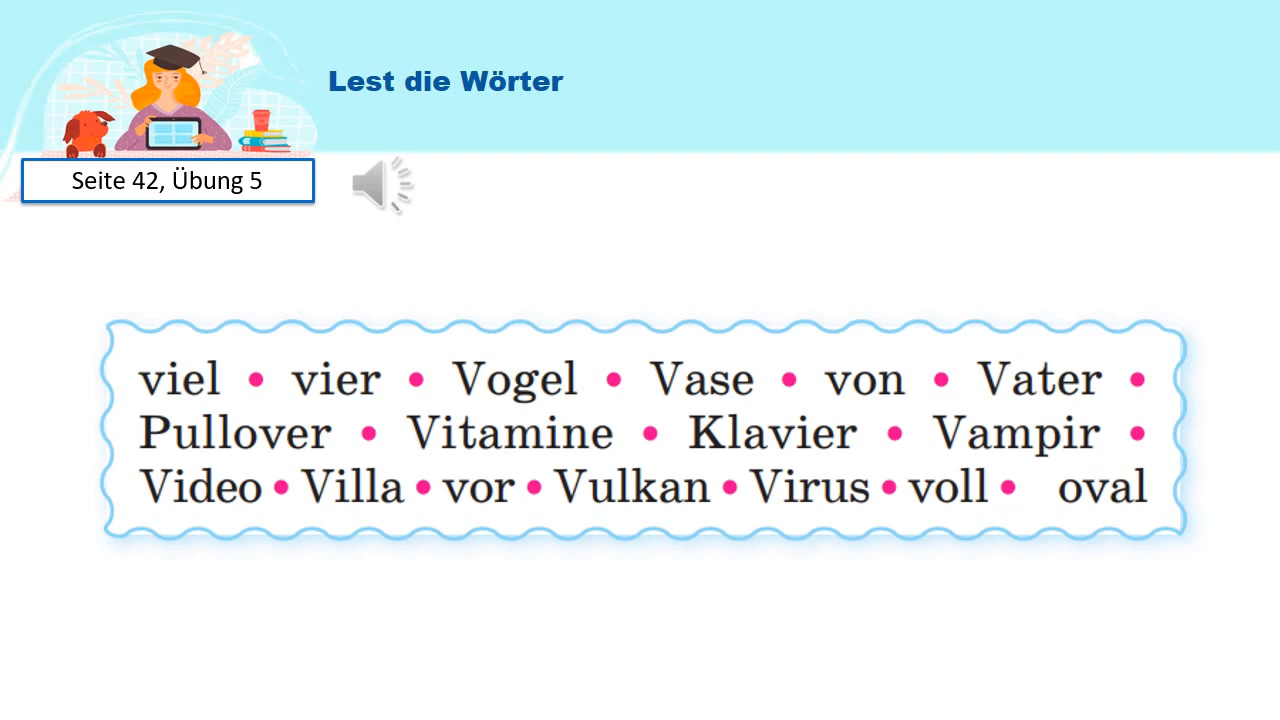 Lest die Wörter
Seite 42, Übung 5
viel • vier • Vogel • Vase • von • Vater •
Pullover • Vitamine • Klavier • Vampir •
Video • Villa • vor • Vulkan • Virus • voll • oval